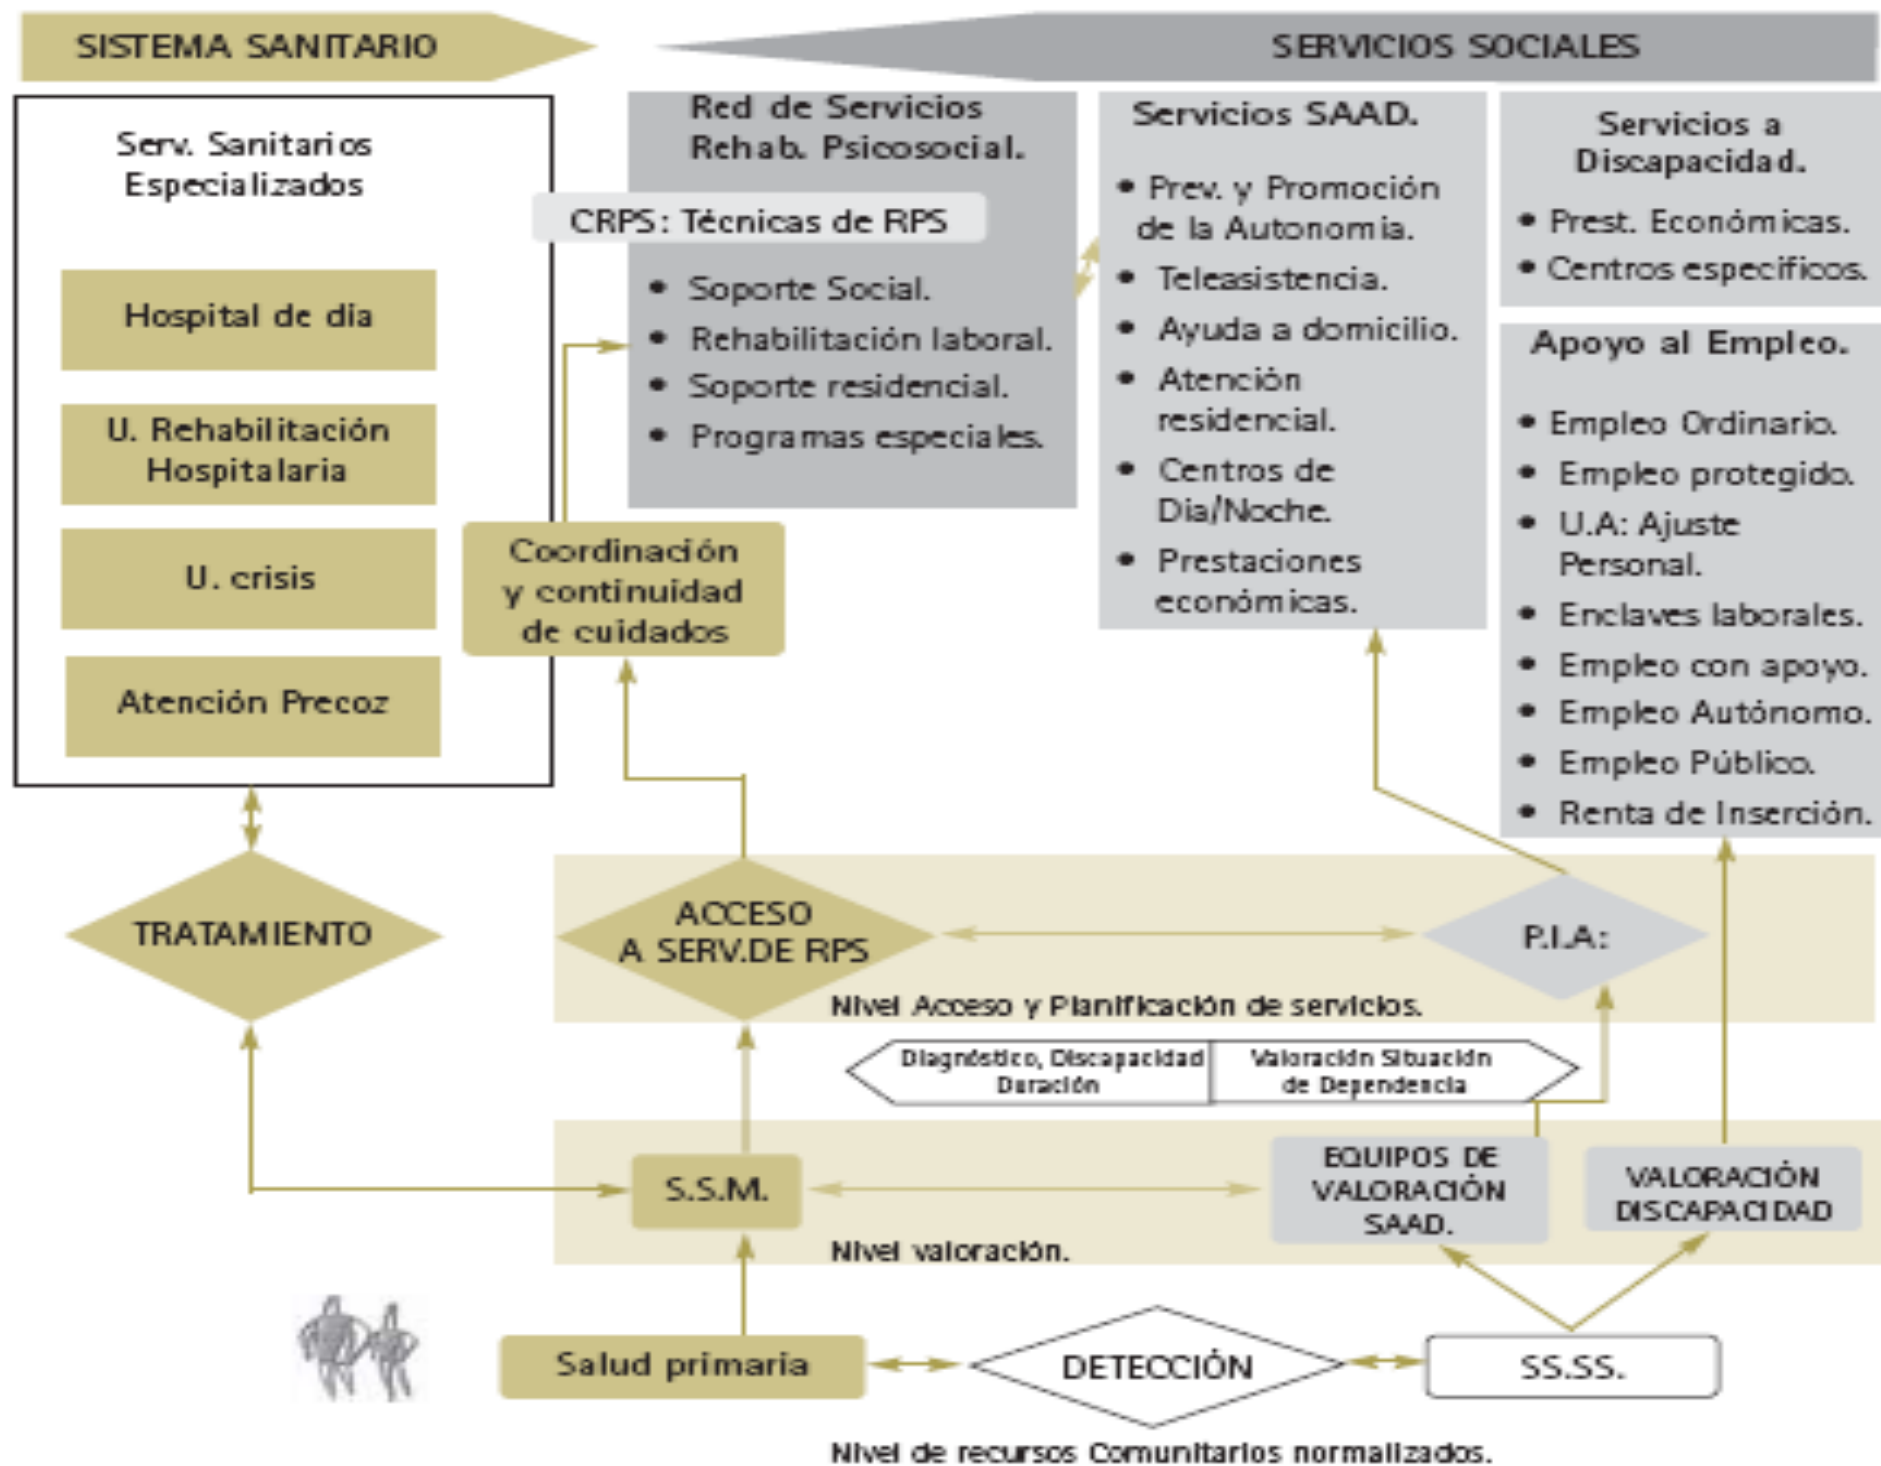 SISTEMA SANITARIO
SERVICIOS SOCIALES
Serv. Sanitarios
Especializados
Hospital de día
U. Rehabilitación
Hospitalaria
U. crisis
Atención Precoz
Red de Servicios
Rehab. Psicosocial.
CRPS: Técnicas de RPS
• Soporte Social.
• Rehabilitación laboral.
• Soporte residencial.
• Programas especiales.
Coordinación
y continuidad
de cuidados
Servicios SAAD.
• Prev. y Promoción
de la Autonomia.
• Teleasistencia.
• Ayuda a domicilio.
• Atención
residencial.
• Centros de
Dia/Noche.
• Prestaciones
económicas.
Servicios a
Discapacidad.
• Prest. Económicas.
• Centros específicos.
Apoyo al Empleo.
• Empleo Ordinario.
• Empleo protegido.
• U.A: Ajuste
Personal.
• Enclaves laborales.
• Empleo con apoyo.
• Empleo Autónomo.
• Empleo Público.
• Renta de Inserción.
TRATAMIENTO
ACCESO
A SERV.DE RPS
P.I.A:
Nivel Acceso y Planificación de servicios.
Diagnóstico, Discapacidad
Duración
Valoración Situación
de Dependencia
S.S.M.
EQUIPOS DE
VALORACIÓN
SAAD.
VALORACIÓN
DISCAPACIDAD
Nivel valoración.
Salud primaria
DETECCIÓN
SS.SS.
Nivel de recursos Comunitarios normalizados.